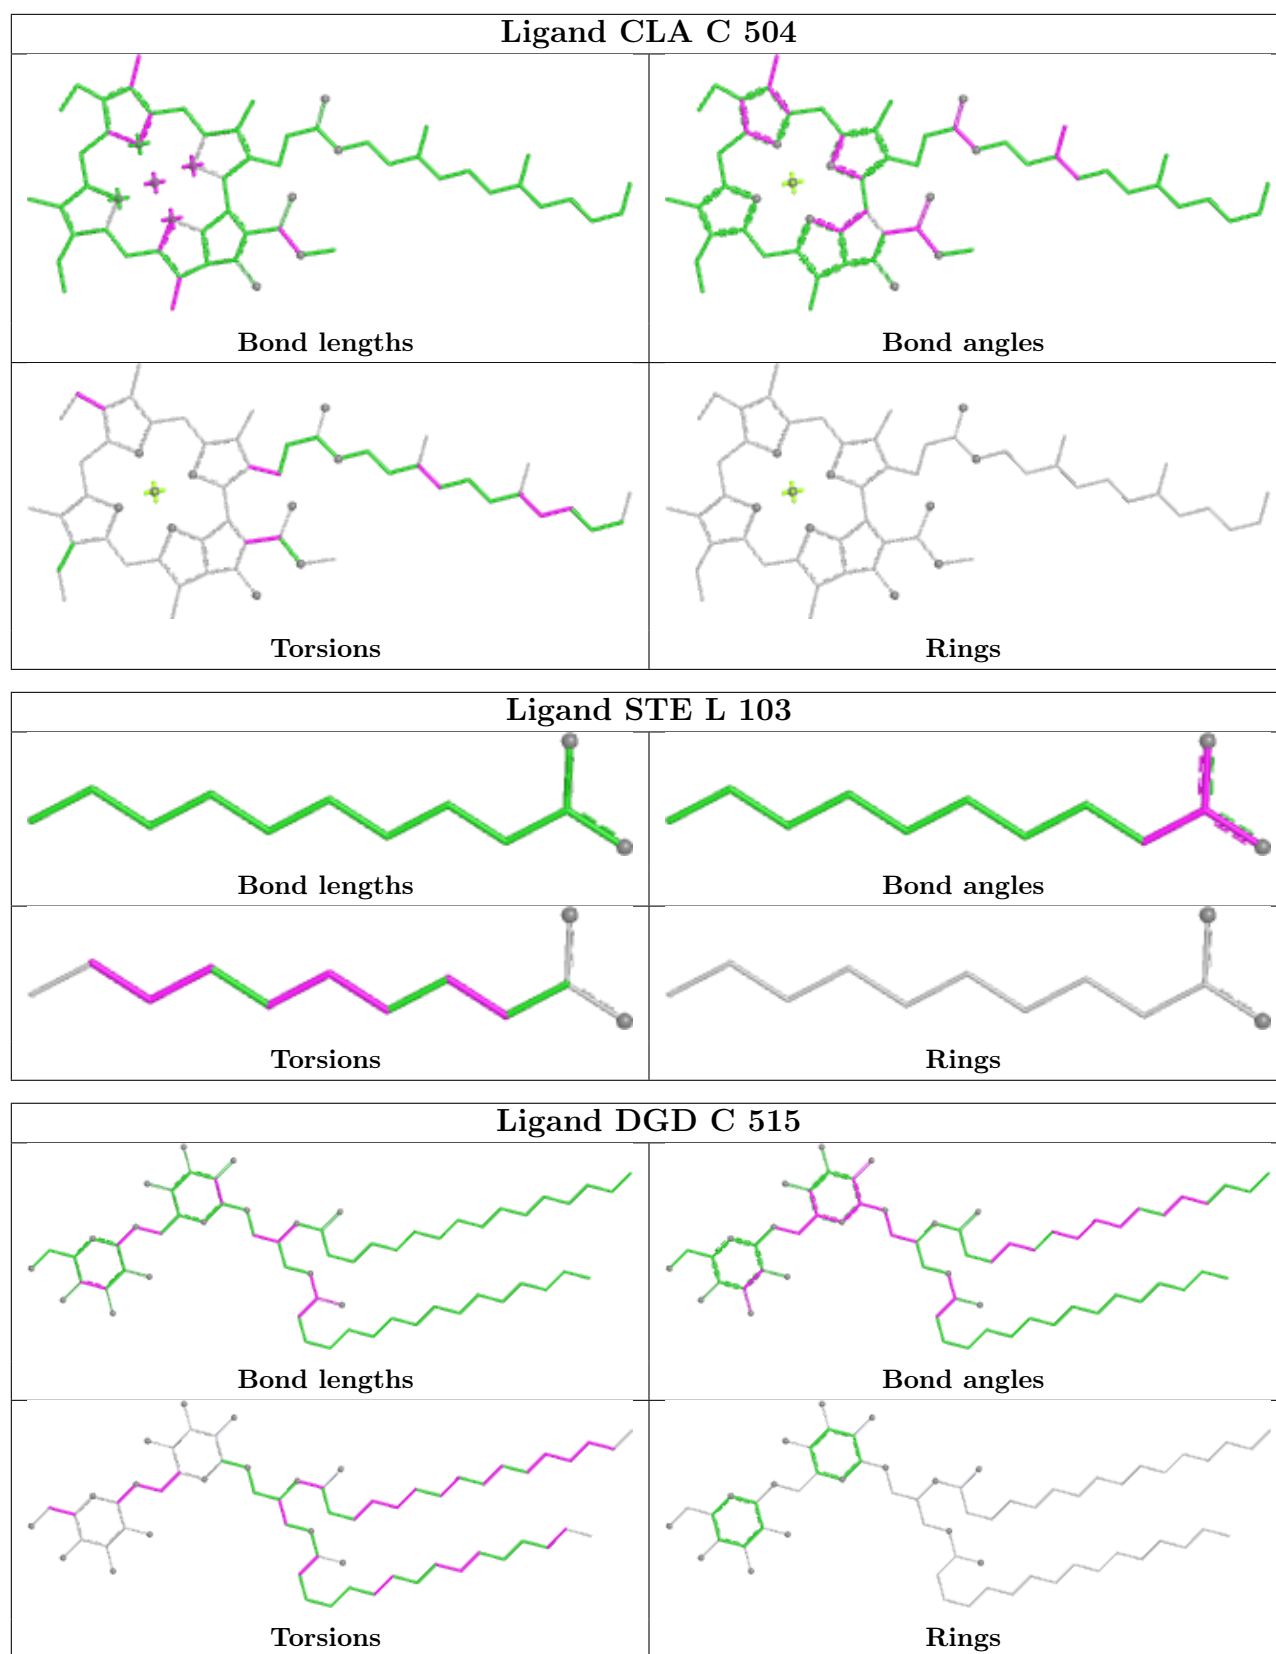 Ligand CLA C 504
Bond lengths
Bond angles
Torsions
Rings
Ligand STE L 103
Bond lengths
Bond angles
Torsions
Rings
Ligand DGD C 515
Bond lengths
Bond angles
Torsions
Rings